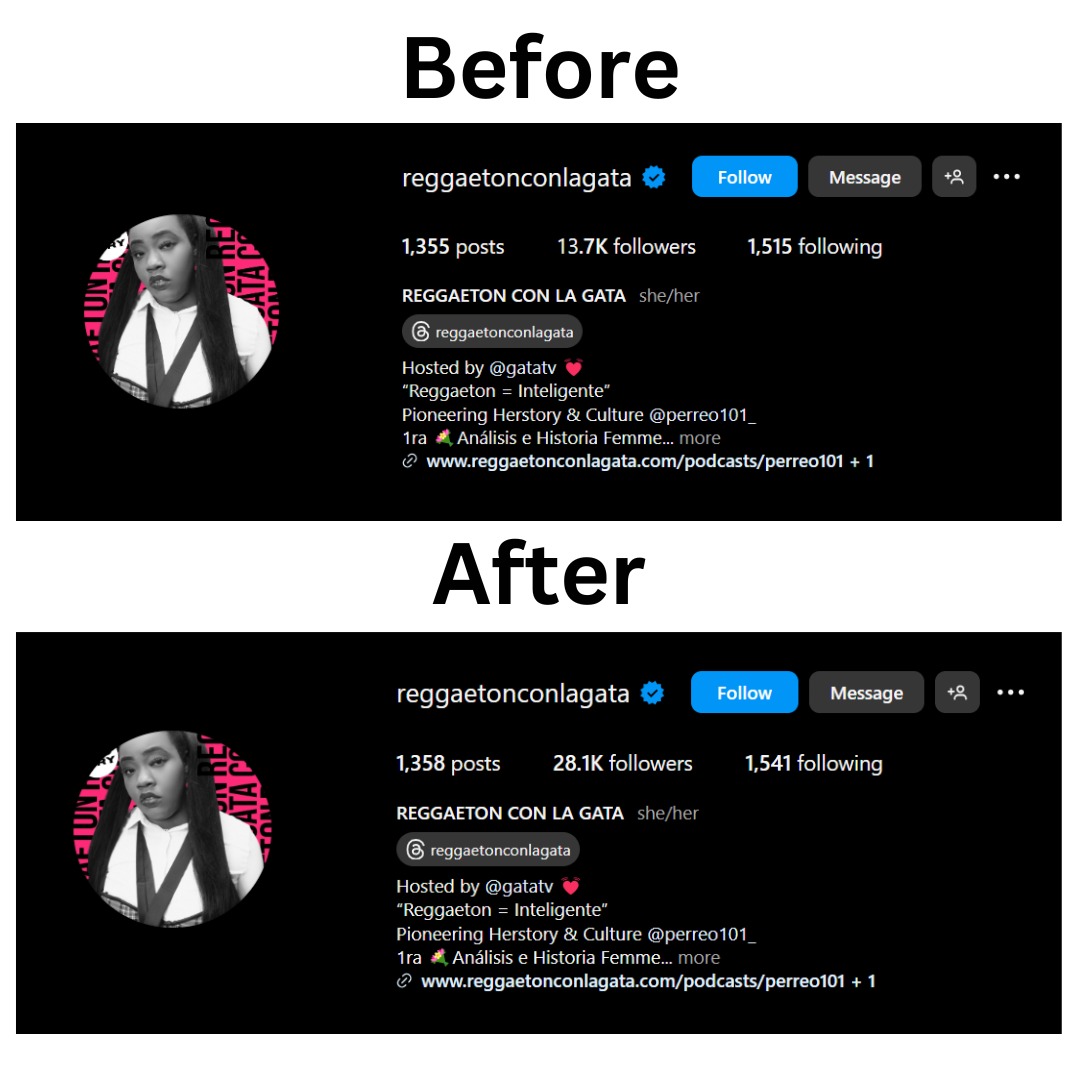 Before
reggaetonconlagata Follow Message
1,355 posts 13.7K followers 1,515 following
REGGAETON CON LA GATA she/her
reggaetonconlagata
Hosted by @gatatv
“Reggaeton = Inteligente”
Pioneering Herstory & Culture @perreo101_
1ra Análisis e Historia Femme... more
www.reggaetonconlagata.com/podcasts/perreo101 + 1
After
reggaetonconlagata Follow Message
1,358 posts 28.1K followers 1,541 following
REGGAETON CON LA GATA she/her
reggaetonconlagata
Hosted by @gatatv
“Reggaeton = Inteligente”
Pioneering Herstory & Culture @perreo101_
1ra Análisis e Historia Femme... more
www.reggaetonconlagata.com/podcasts/perreo101 + 1